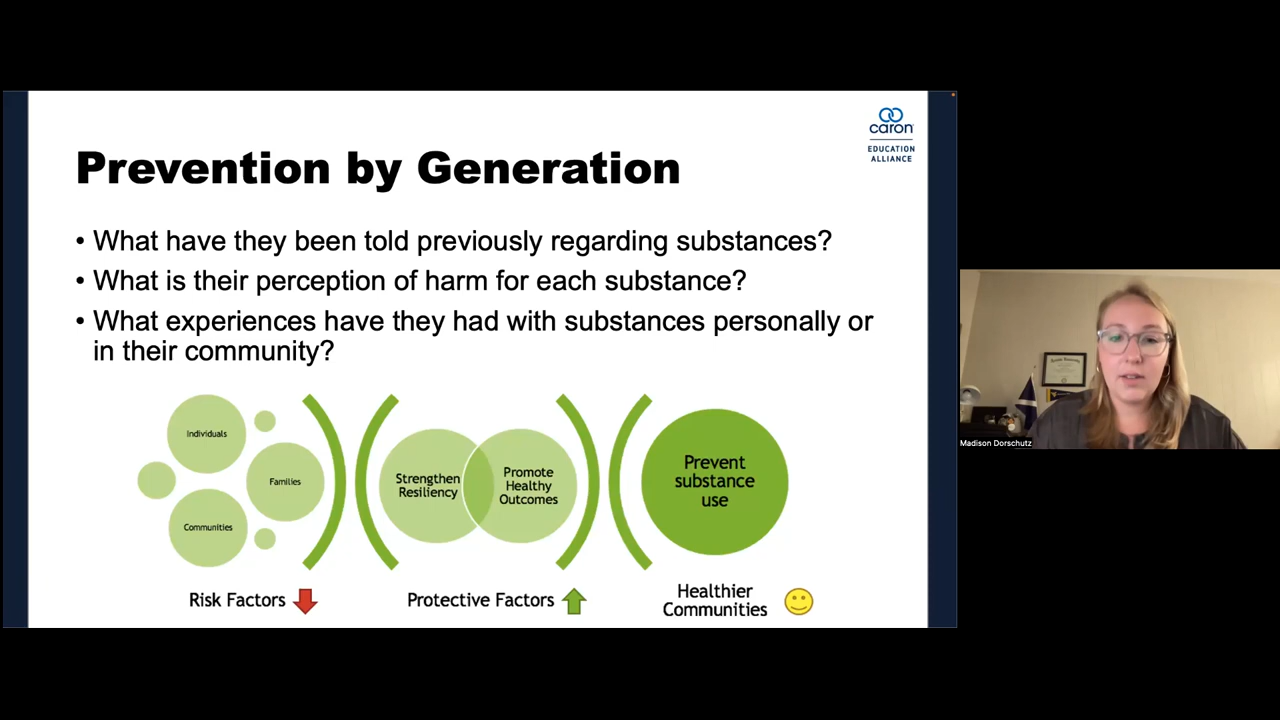 caron
EDUCATION
ALLIANCE
Prevention by Generation
• What have they been told previously regarding substances?
• What is their perception of harm for each substance?
• What experiences have they had with substances personally or
in their community?
Individuals
Families
Communities
Strengthen
Resiliency
Promote
Healthy
Outcomes
Prevent
substance
use
Risk Factors
Protective Factors
Healthier
Communities
Madison Dorschutz